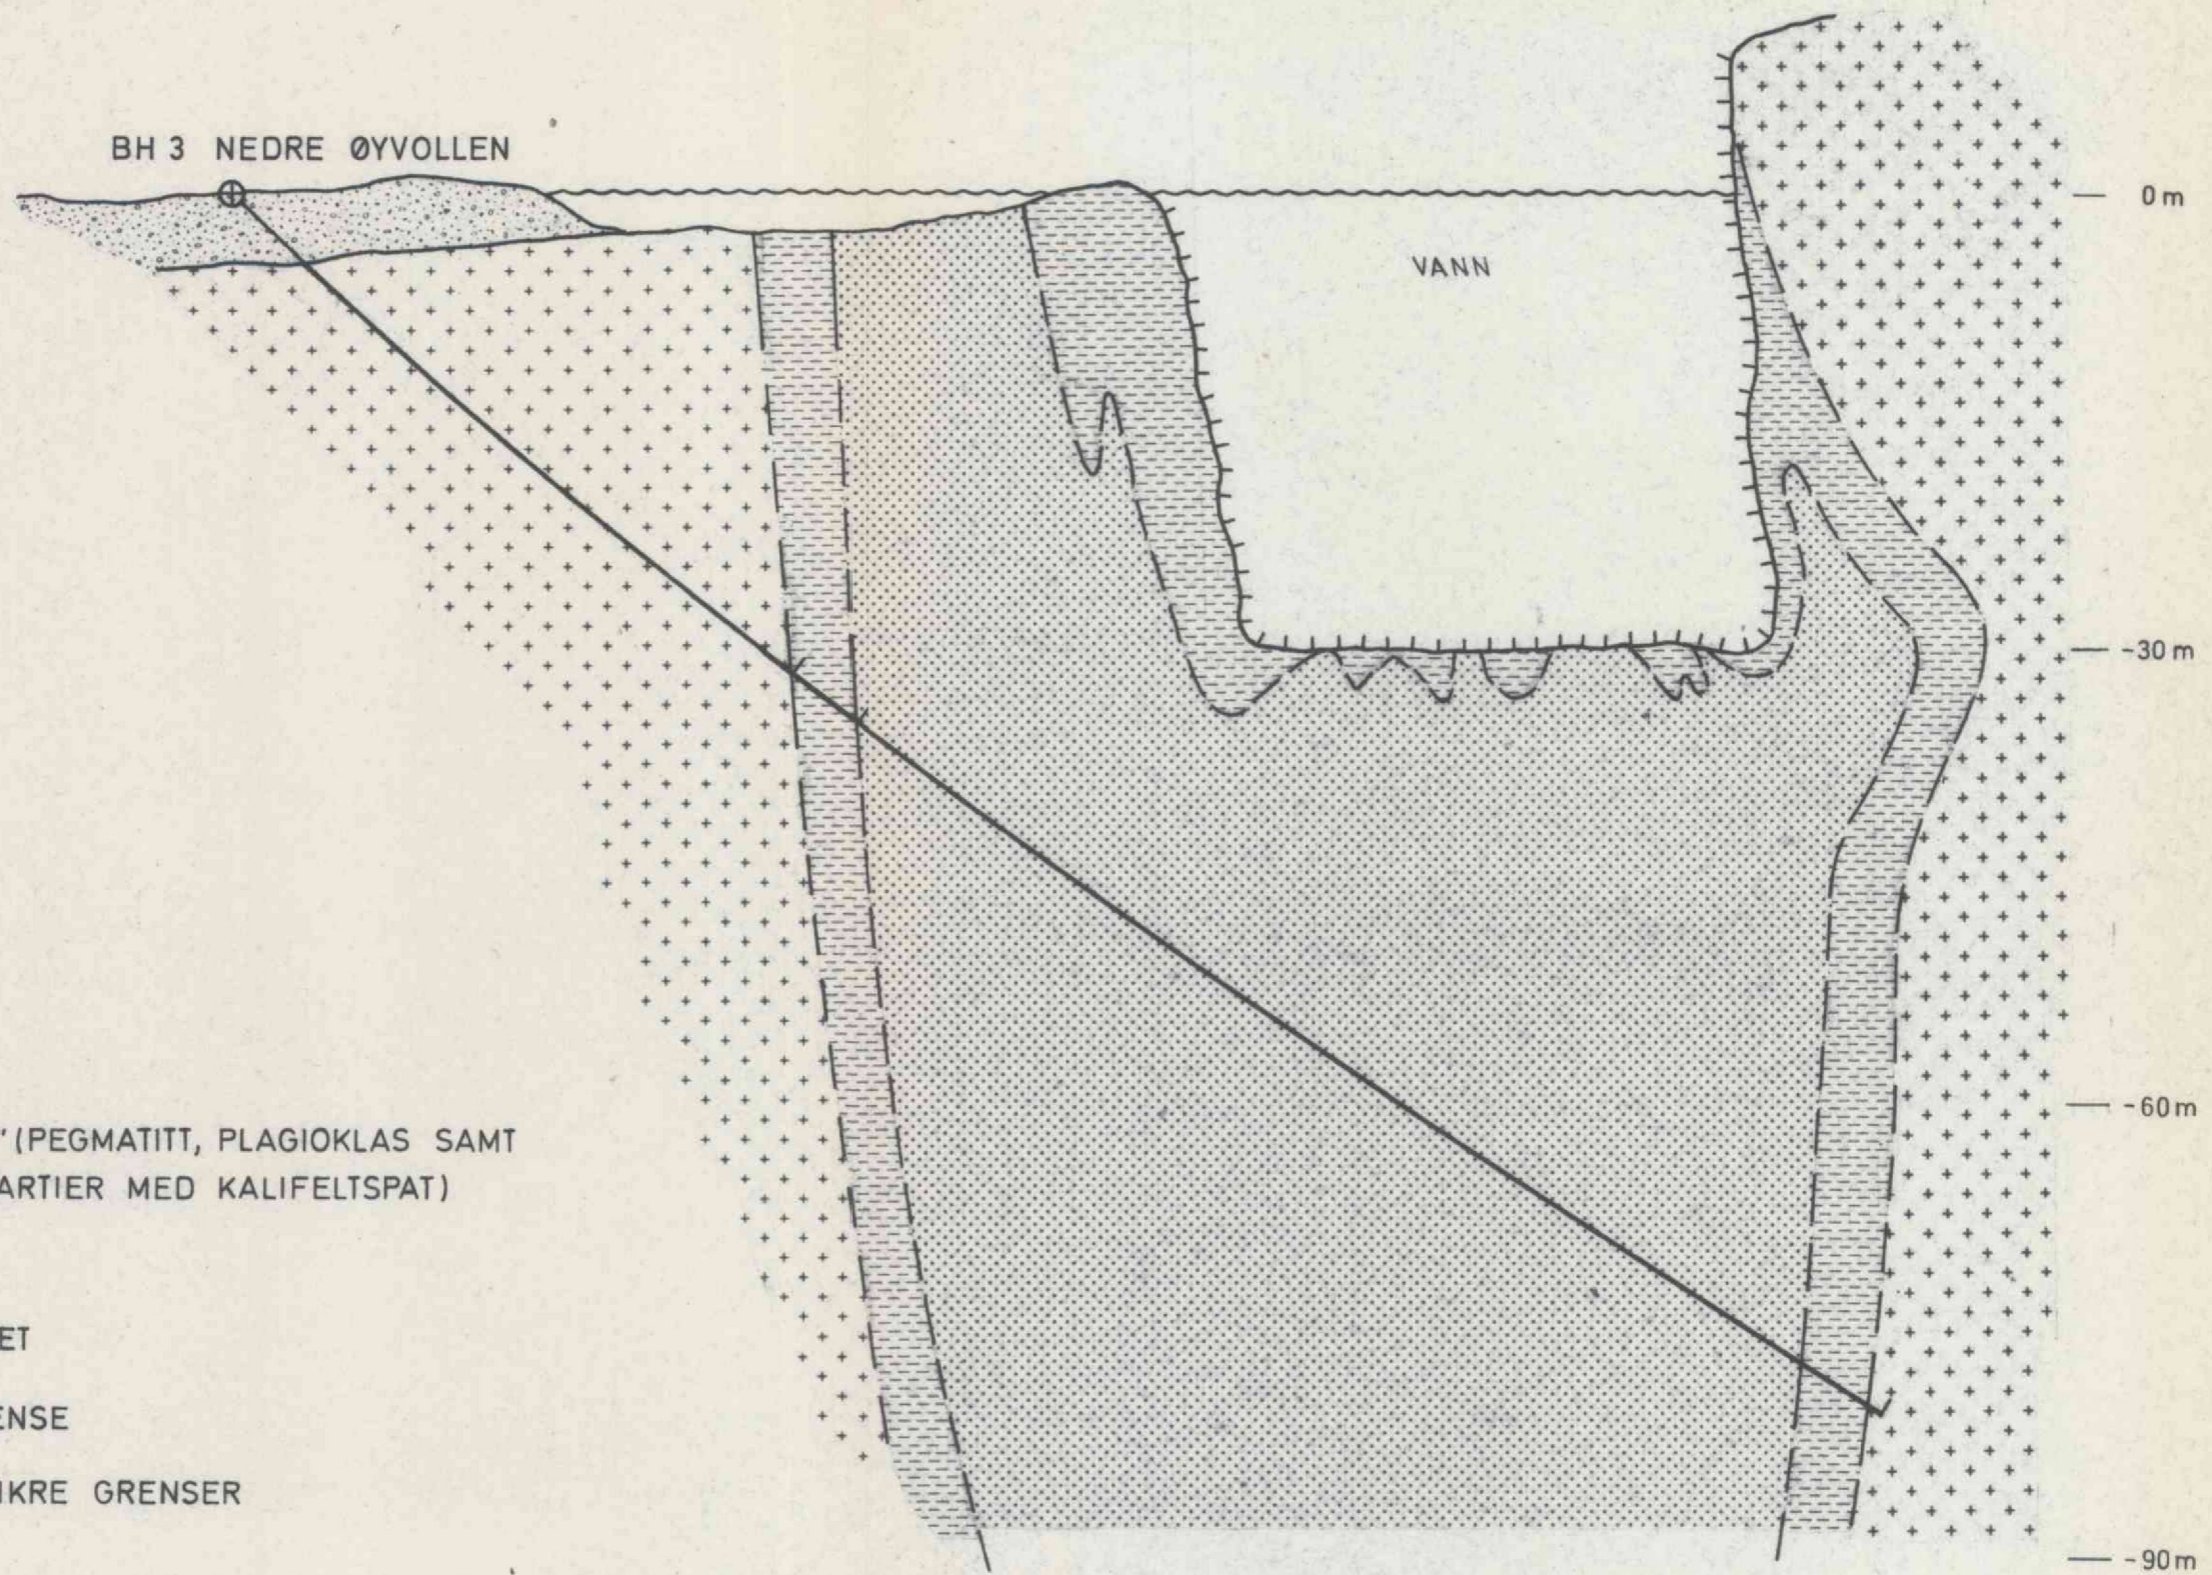 BH 3 NEDRE ØYVOLLEN
0 m
VANN
-30 m
-60 m
"(PEGMATITT, PLAGIOKLAS SAMT
ARTIER MED KALIFELTSPAT)
ET
ENSE
IKRE GRENSER
-90 m